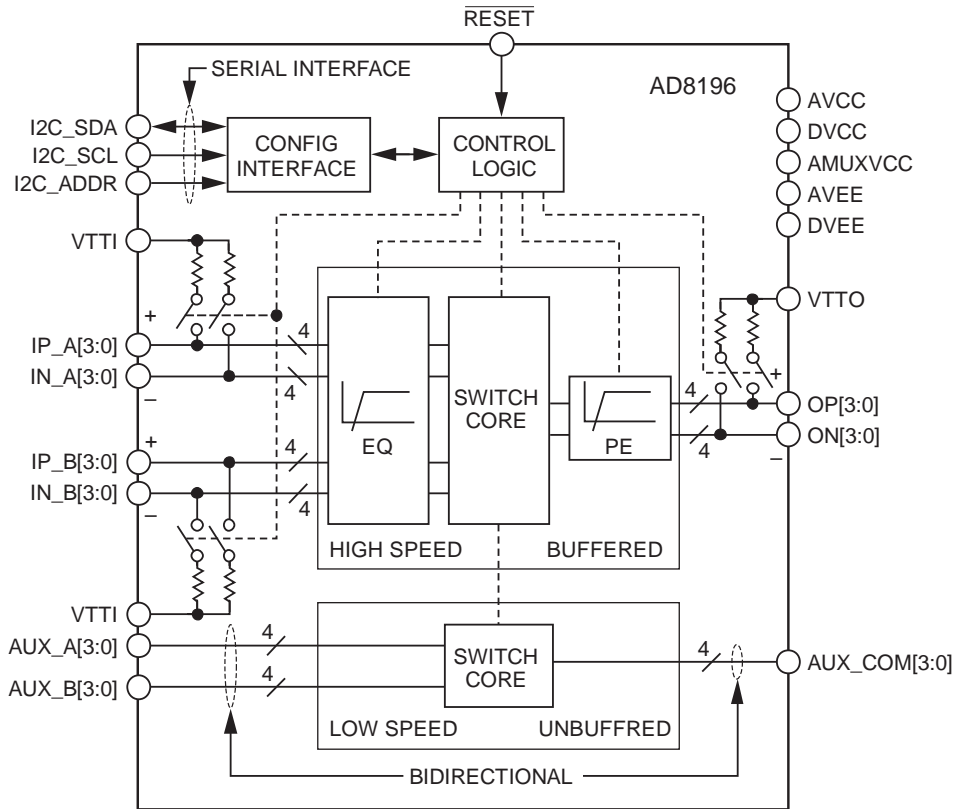 RESET
SERIAL INTERFACE
AD8196
I2C_SDA
I2C_SCL
I2C_ADDR
CONFIG
INTERFACE
CONTROL
LOGIC
AVCC
DVCC
AMUXVCC
AVEE
DVEE
VTTI
VTTO
+
IP_A[3:0]
4
IN_A[3:0]
4
–
+
IP_B[3:0]
4
IN_B[3:0]
4
–
EQ
SWITCH
CORE
PE
+
4
OP[3:0]
4
ON[3:0]
–
HIGH SPEED
BUFFERED
VTTI
AUX_A[3:0]
4
AUX_B[3:0]
4
SWITCH
CORE
4
AUX_COM[3:0]
LOW SPEED
UNBUFFRED
BIDIRECTIONAL